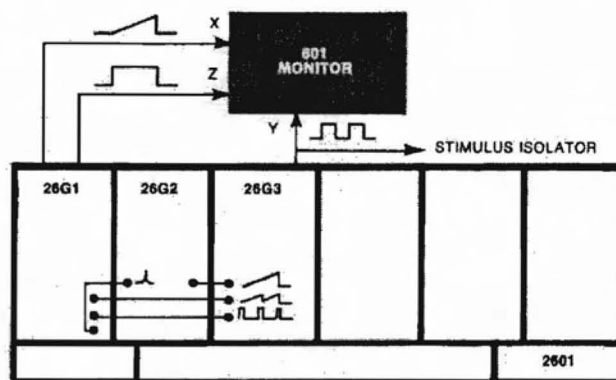 X
601
MONITOR
Z
Y
STIMULUS ISOLATOR
26G1
26G2
26G3
2601